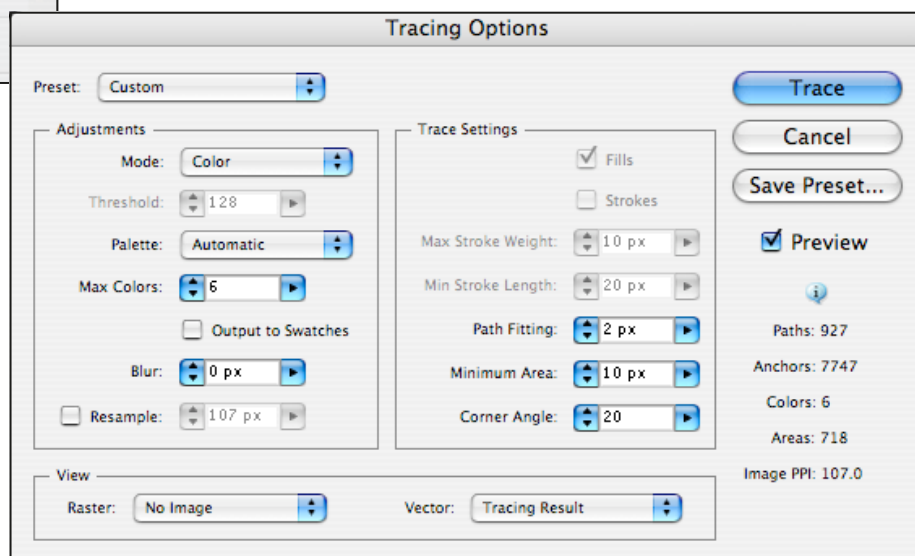 Tracing Options
Preset: Custom
Adjustments
Mode: Color
Threshold: 128
Palette: Automatic
Max Colors: 6
Output to Swatches
Blur: 0 px
Resample: 107 px
Trace Settings
Fills
Strokes
Max Stroke Weight: 10 px
Min Stroke Length: 20 px
Path Fitting: 2 px
Minimum Area: 10 px
Corner Angle: 20
Trace
Cancel
Save Preset...
Preview
Paths: 927
Anchors: 7747
Colors: 6
Areas: 718
Image PPI: 107.0
View
Raster: No Image
Vector: Tracing Result